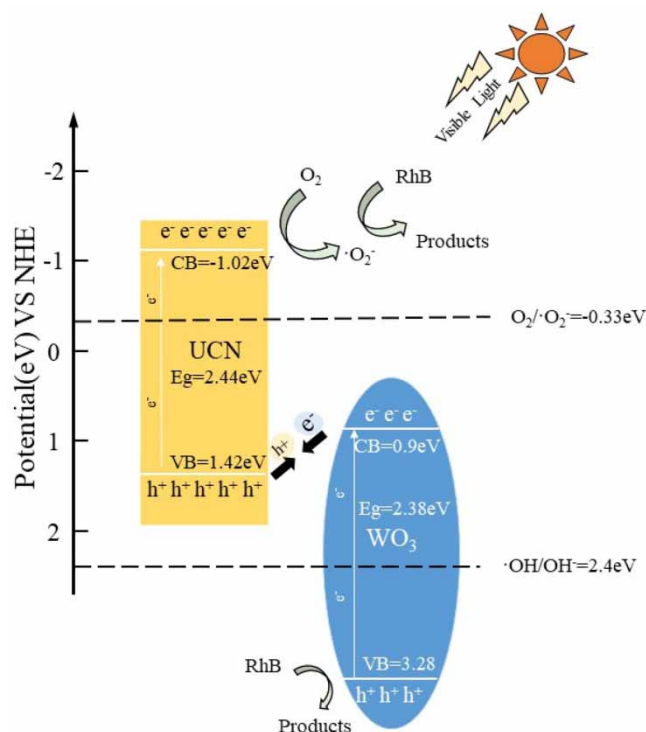 Visible Light
Potential(eV) VS NHE
-2
-1
0
1
2
O₂
·O₂⁻
RhB
Products
e⁻ e⁻ e⁻ e⁻ e⁻
CB=-1.02eV
e⁻
UCN
Eg=2.44eV
e⁻
VB=1.42eV
h⁺ h⁺ h⁺ h⁺ h⁺
O₂/·O₂⁻=-0.33eV
h⁺
e⁻
e⁻ e⁻ e⁻
CB=0.9eV
e⁻
Eg=2.38eV
WO₃
·OH/OH⁻=2.4eV
e⁻
VB=3.28
h⁺ h⁺ h⁺
RhB
Products